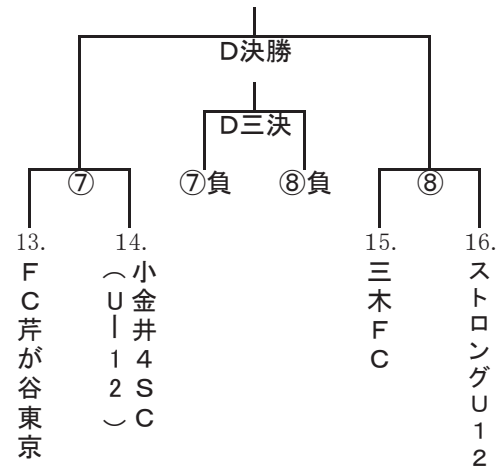 D決勝
D三決
⑦
⑦負
⑧負
⑧
13.
14.
15.
16.
FC芹が谷東京
小金井4SC
(U-12)
三木FC
ストロングU12